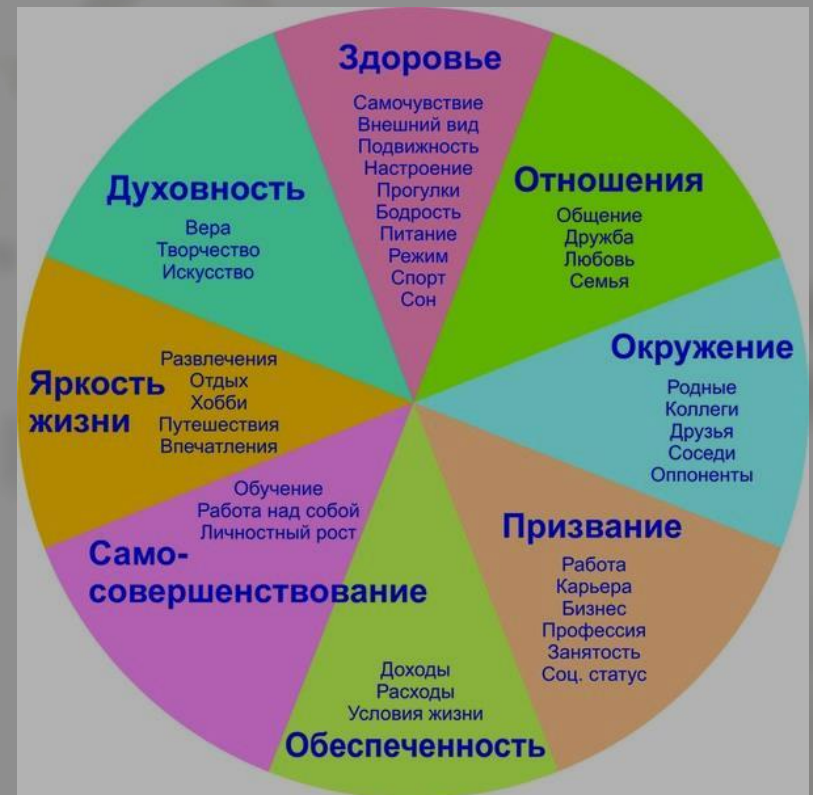 Здоровье
Самочувствие
Внешний вид
Подвижность
Настроение
Прогулки
Бодрость
Питание
Режим
Спорт
Сон
Отношения
Общение
Дружба
Любовь
Семья
Окружение
Родные
Коллеги
Друзья
Соседи
Оппоненты
Призвание
Работа
Карьера
Бизнес
Профессия
Занятость
Соц. статус
Доходы
Расходы
Условия жизни
Обеспеченность
Обучение
Работа над собой
Личностный рост
Само-
совершенствование
Яркость
жизни
Развлечения
Отдых
Хобби
Путешествия
Впечатления
Духовность
Вера
Творчество
Искусство